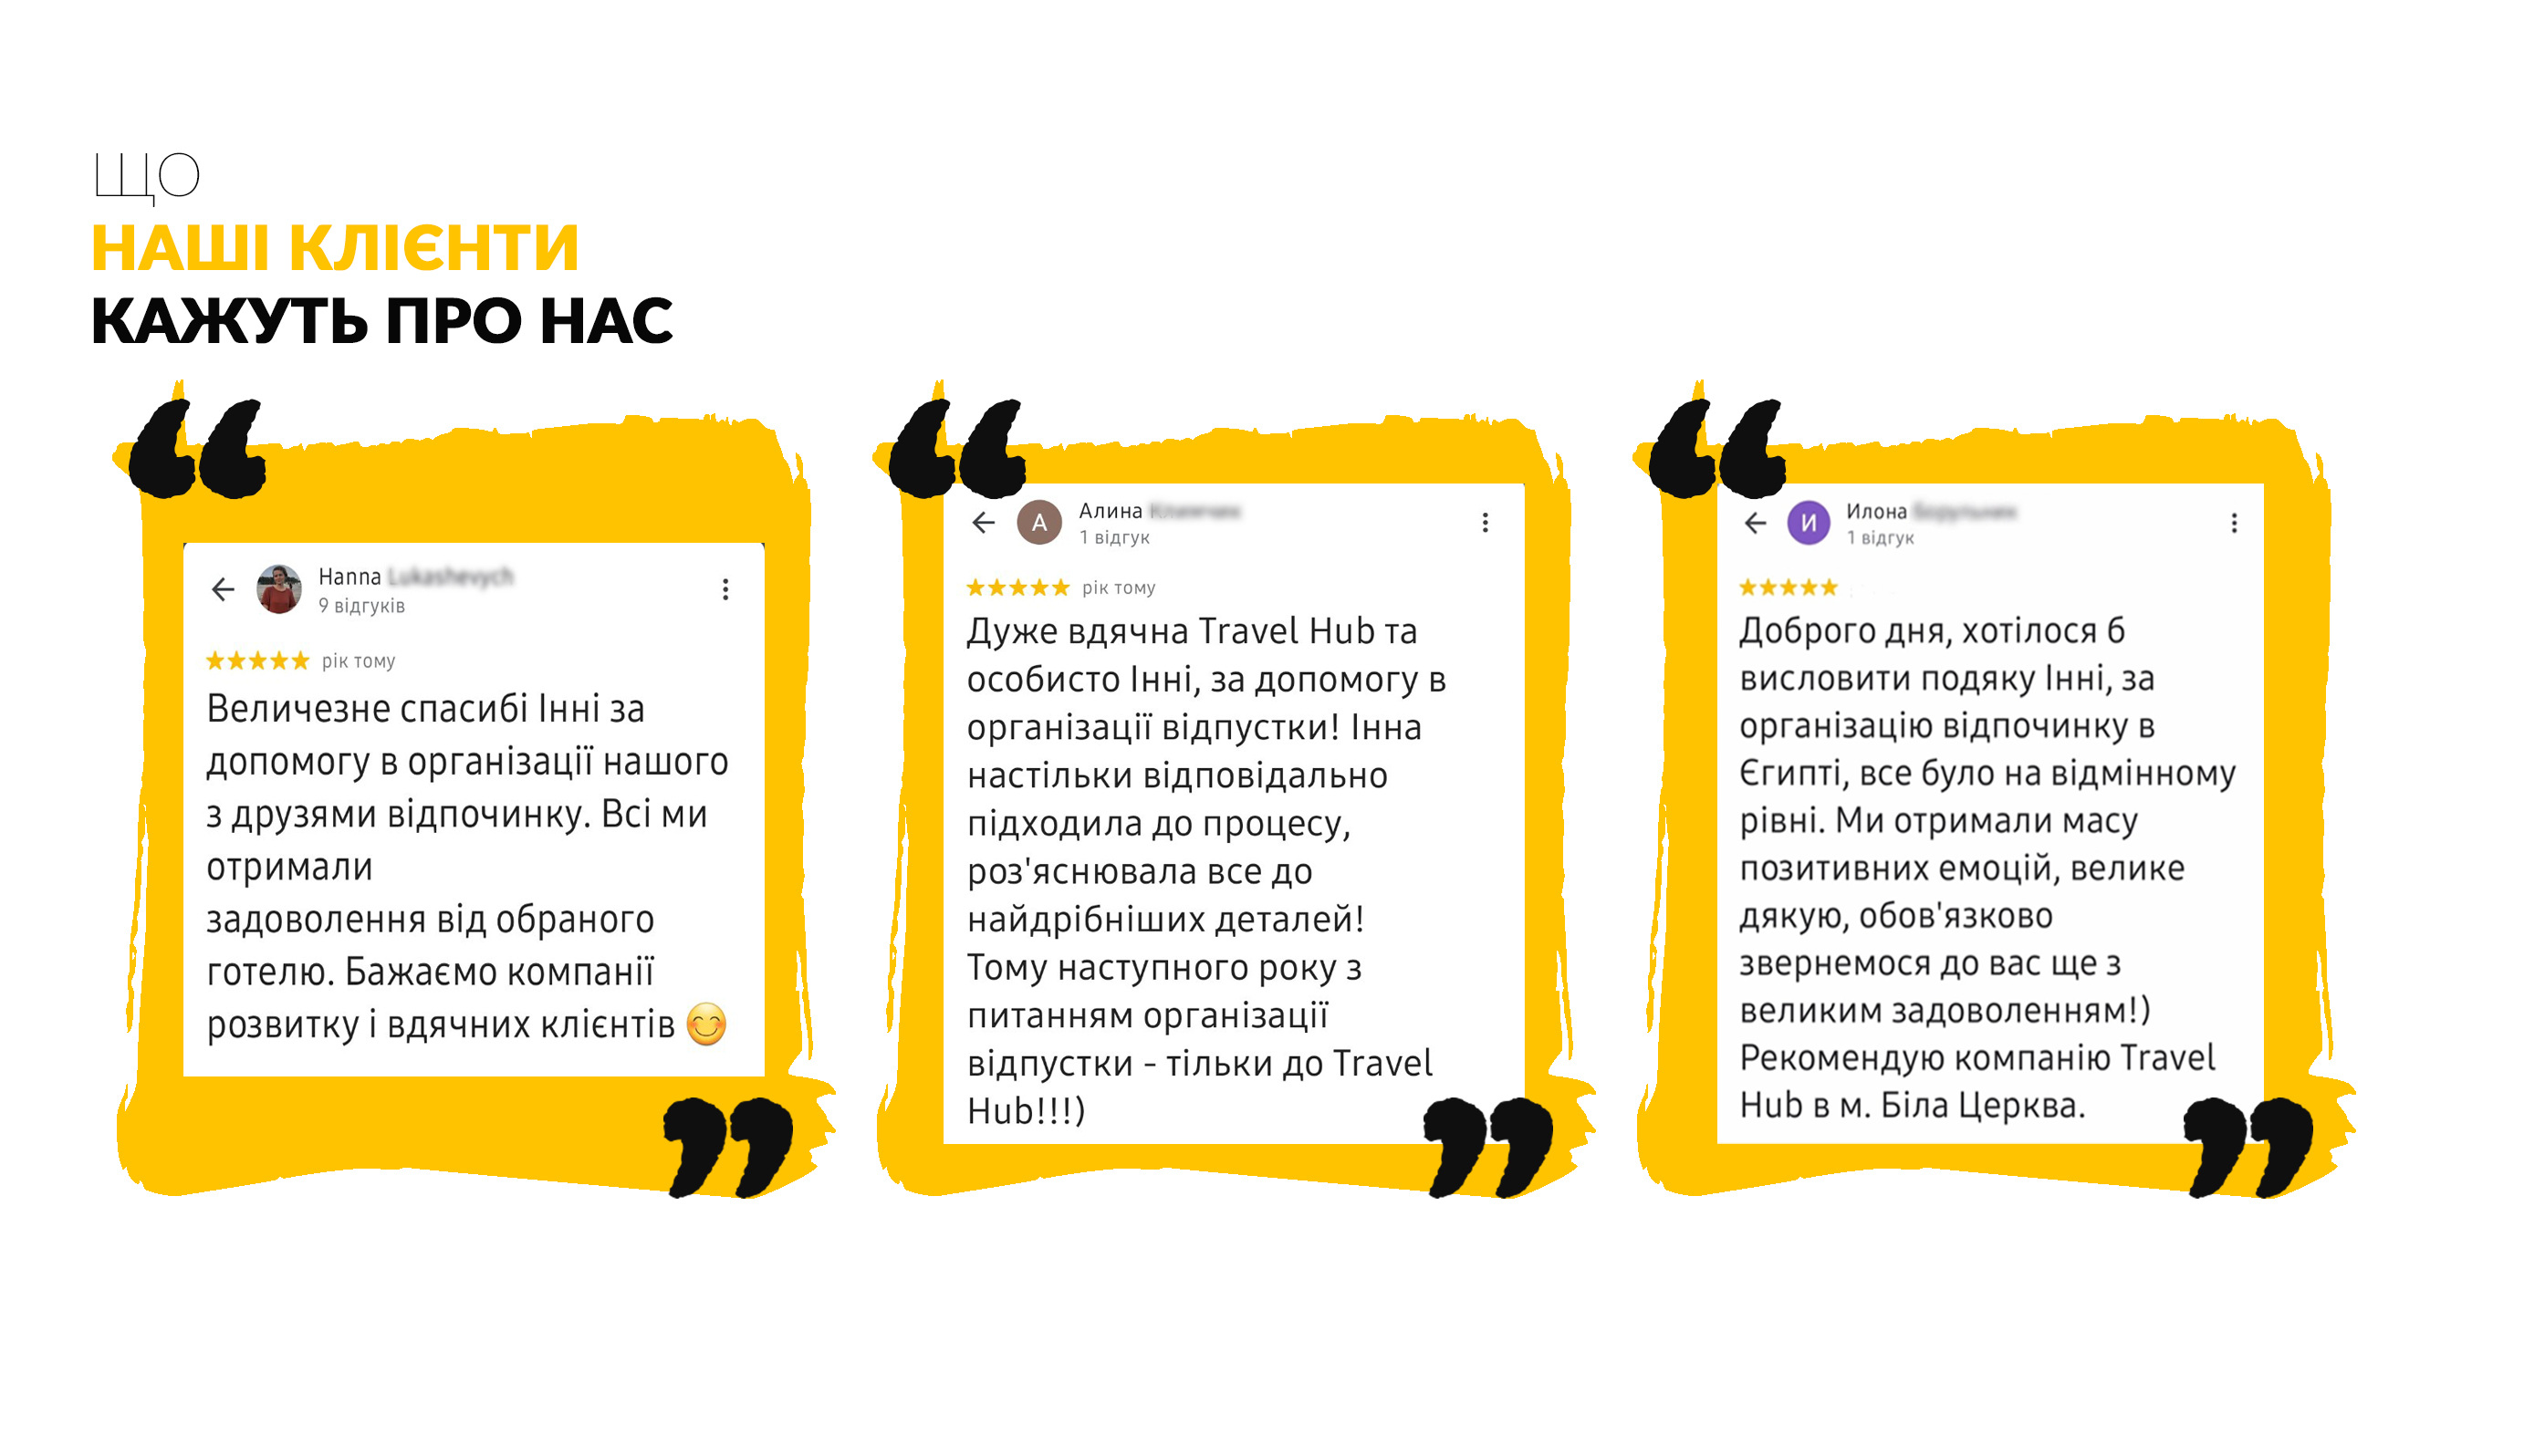 ЩО
НАШІ КЛІЄНТИ
КАЖУТЬ ПРО НАС
Hanna
9 відгуків
рік тому
Величезне спасибі Інні за
допомогу в організації нашого
з друзями відпочинку. Всі ми
отримали
задоволення від обраного
готелю. Бажаємо компанії
розвитку і вдячних клієнтів 😊
А
Алина
1 відгук
рік тому
Дуже вдячна Travel Hub та
особисто Інні, за допомогу в
організації відпустки! Інна
настільки відповідально
підходила до процесу,
роз'яснювала все до
найдрібніших деталей!
Тому наступного року з
питанням організації
відпустки - тільки до Travel
Hub!!!)
И
Илона
1 відгук
Доброго дня, хотілося б
висловити подяку Інні, за
організацію відпочинку в
Єгипті, все було на відмінному
рівні. Ми отримали масу
позитивних емоцій, велике
дякую, обов'язково
звернемося до вас ще з
великим задоволенням!)
Рекомендую компанію Travel
Hub в м. Біла Церква.